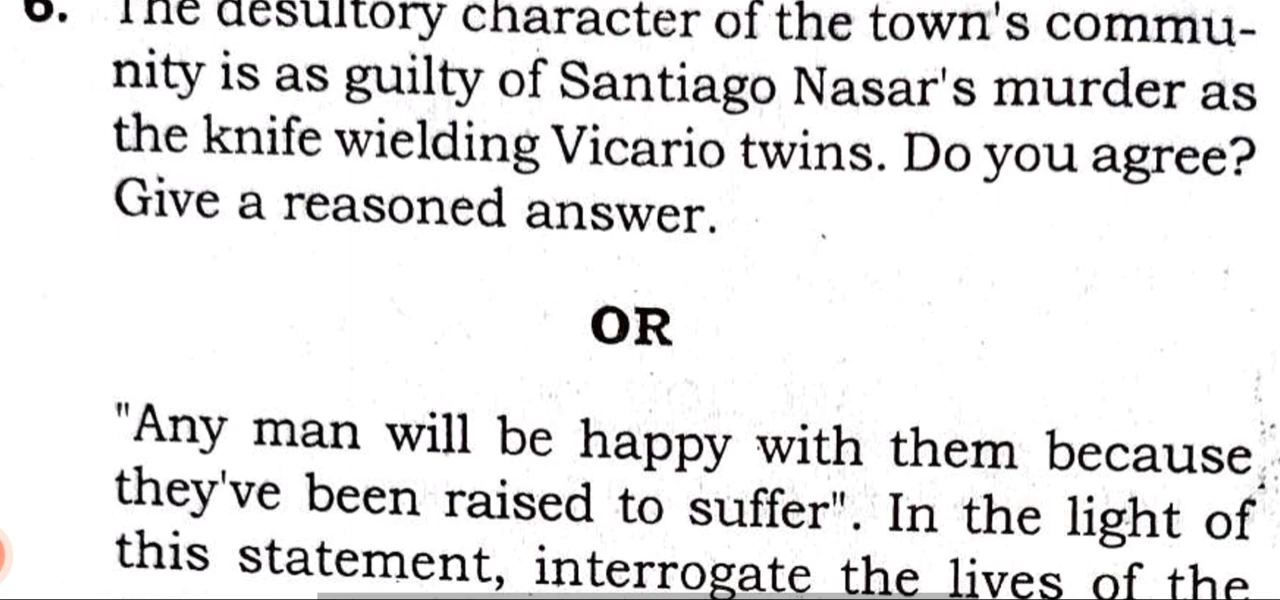 6. The desultory character of the town's commu-
nity is as guilty of Santiago Nasar's murder as
the knife wielding Vicario twins. Do you agree?
Give a reasoned answer.
OR
"Any man will be happy with them because
they've been raised to suffer". In the light of
this statement, interrogate the lives of the